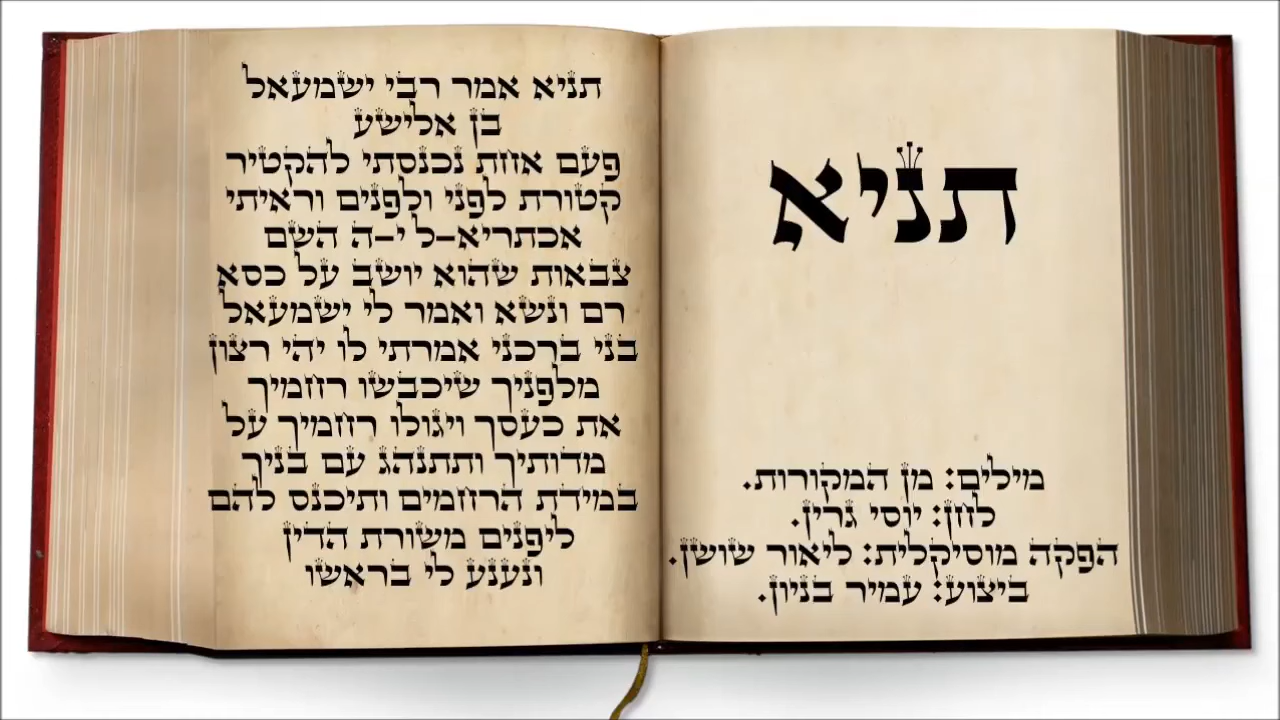 תניא
מילים: מן המקורות.
לחן: יוסי גרין.
הפקה מוסיקלית: ליאור שושן.
ביצוע: עמיר בניון.
תניא אמר רבי ישמעאל
בן אלישע
פעם אחת נכנסתי להקטיר
קטורת לפני ולפנים וראיתי
אכתריא-ל י-ה השם
צבאות שהוא יושב על כסא
רם ונשא ואמר לי ישמעאל
בני ברכני אמרתי לו יהי רצון
מלפניך שיכבשו רחמיך
את כעסך ויגולו רחמיך על
מדותיך ותתנהג עם בניך
במידת הרחמים ותיכנס להם
ליפנים משורת הדין
ונענע לי בראשו